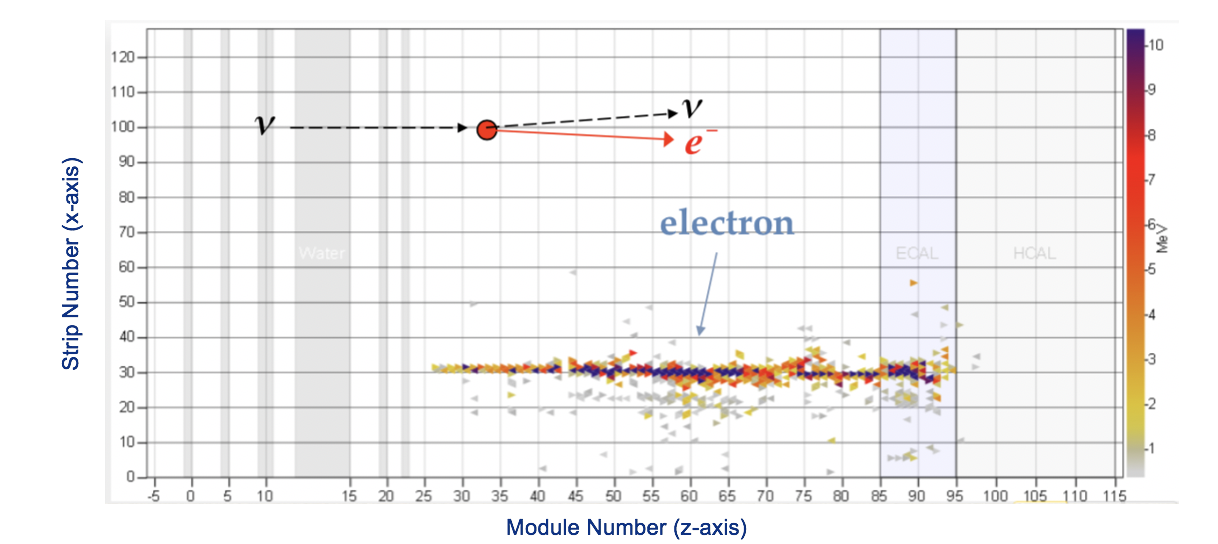 120
110
100
90
80
70
60
50
40
30
20
10
0
Strip Number (x-axis)
ν
ν
e⁻
electron
Water
ECAL
HCAL
10
9
8
7
6
5
4
3
2
1
MeV
-5 0 5 10 15 20 25 30 35 40 45 50 55 60 65 70 75 80 85 90 95 100 105 110 115
Module Number (z-axis)